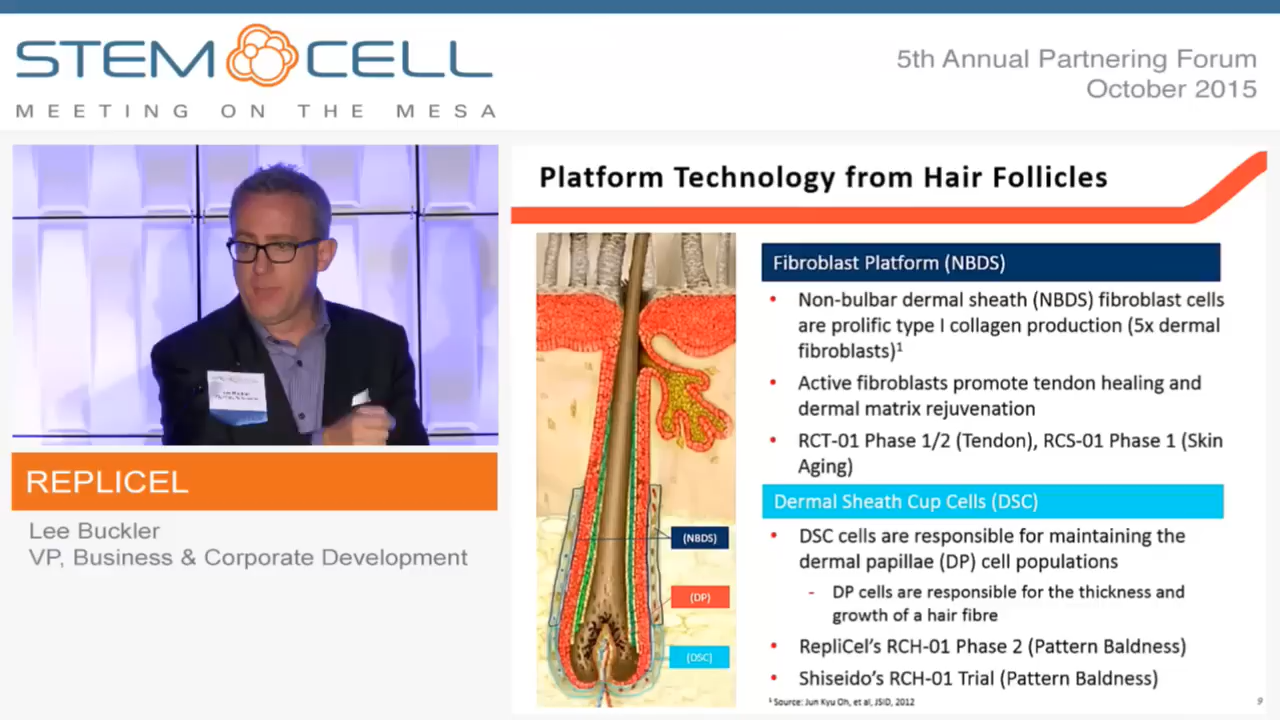 STEM CELL
MEETING ON THE MESA
5th Annual Partnering Forum
October 2015
REPLICEL
Lee Buckler
VP, Business & Corporate Development
Platform Technology from Hair Follicles
(NBDS)
(DP)
(DSC)
Fibroblast Platform (NBDS)
• Non-bulbar dermal sheath (NBDS) fibroblast cells
are prolific type I collagen production (5x dermal
fibroblasts)¹
• Active fibroblasts promote tendon healing and
dermal matrix rejuvenation
• RCT-01 Phase 1/2 (Tendon), RCS-01 Phase 1 (Skin
Aging)
Dermal Sheath Cup Cells (DSC)
• DSC cells are responsible for maintaining the
dermal papillae (DP) cell populations
- DP cells are responsible for the thickness and
growth of a hair fibre
• RepliCel's RCH-01 Phase 2 (Pattern Baldness)
• Shiseido's RCH-01 Trial (Pattern Baldness)
¹ Source: Jun Kyu Oh, et al, JSID, 2012
9